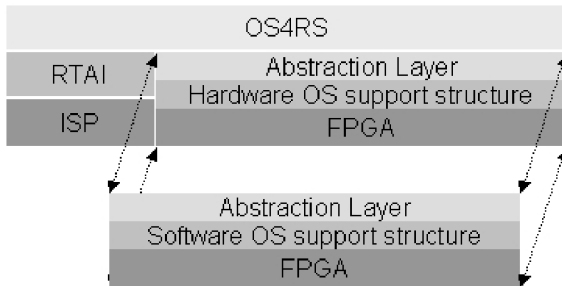 OS4RS
RTAI
Abstraction Layer
Hardware OS support structure
ISP
FPGA
Abstraction Layer
Software OS support structure
FPGA